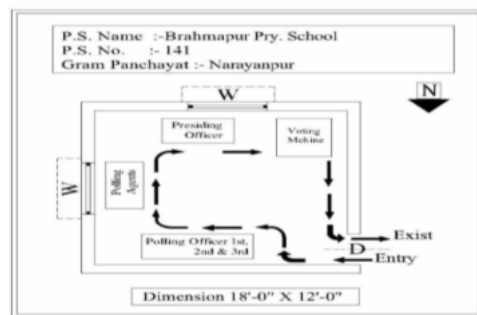 P.S. Name :-Brahmapur Pry. School
P.S. No. :- 141
Gram Panchayat :- Narayanpur
N
W
Presiding
Officer
Voting
Mchine
W
Polling
Agents
Polling Officer 1st,
2nd & 3rd
Exist
D
Entry
Dimension 18'-0" X 12'-0"